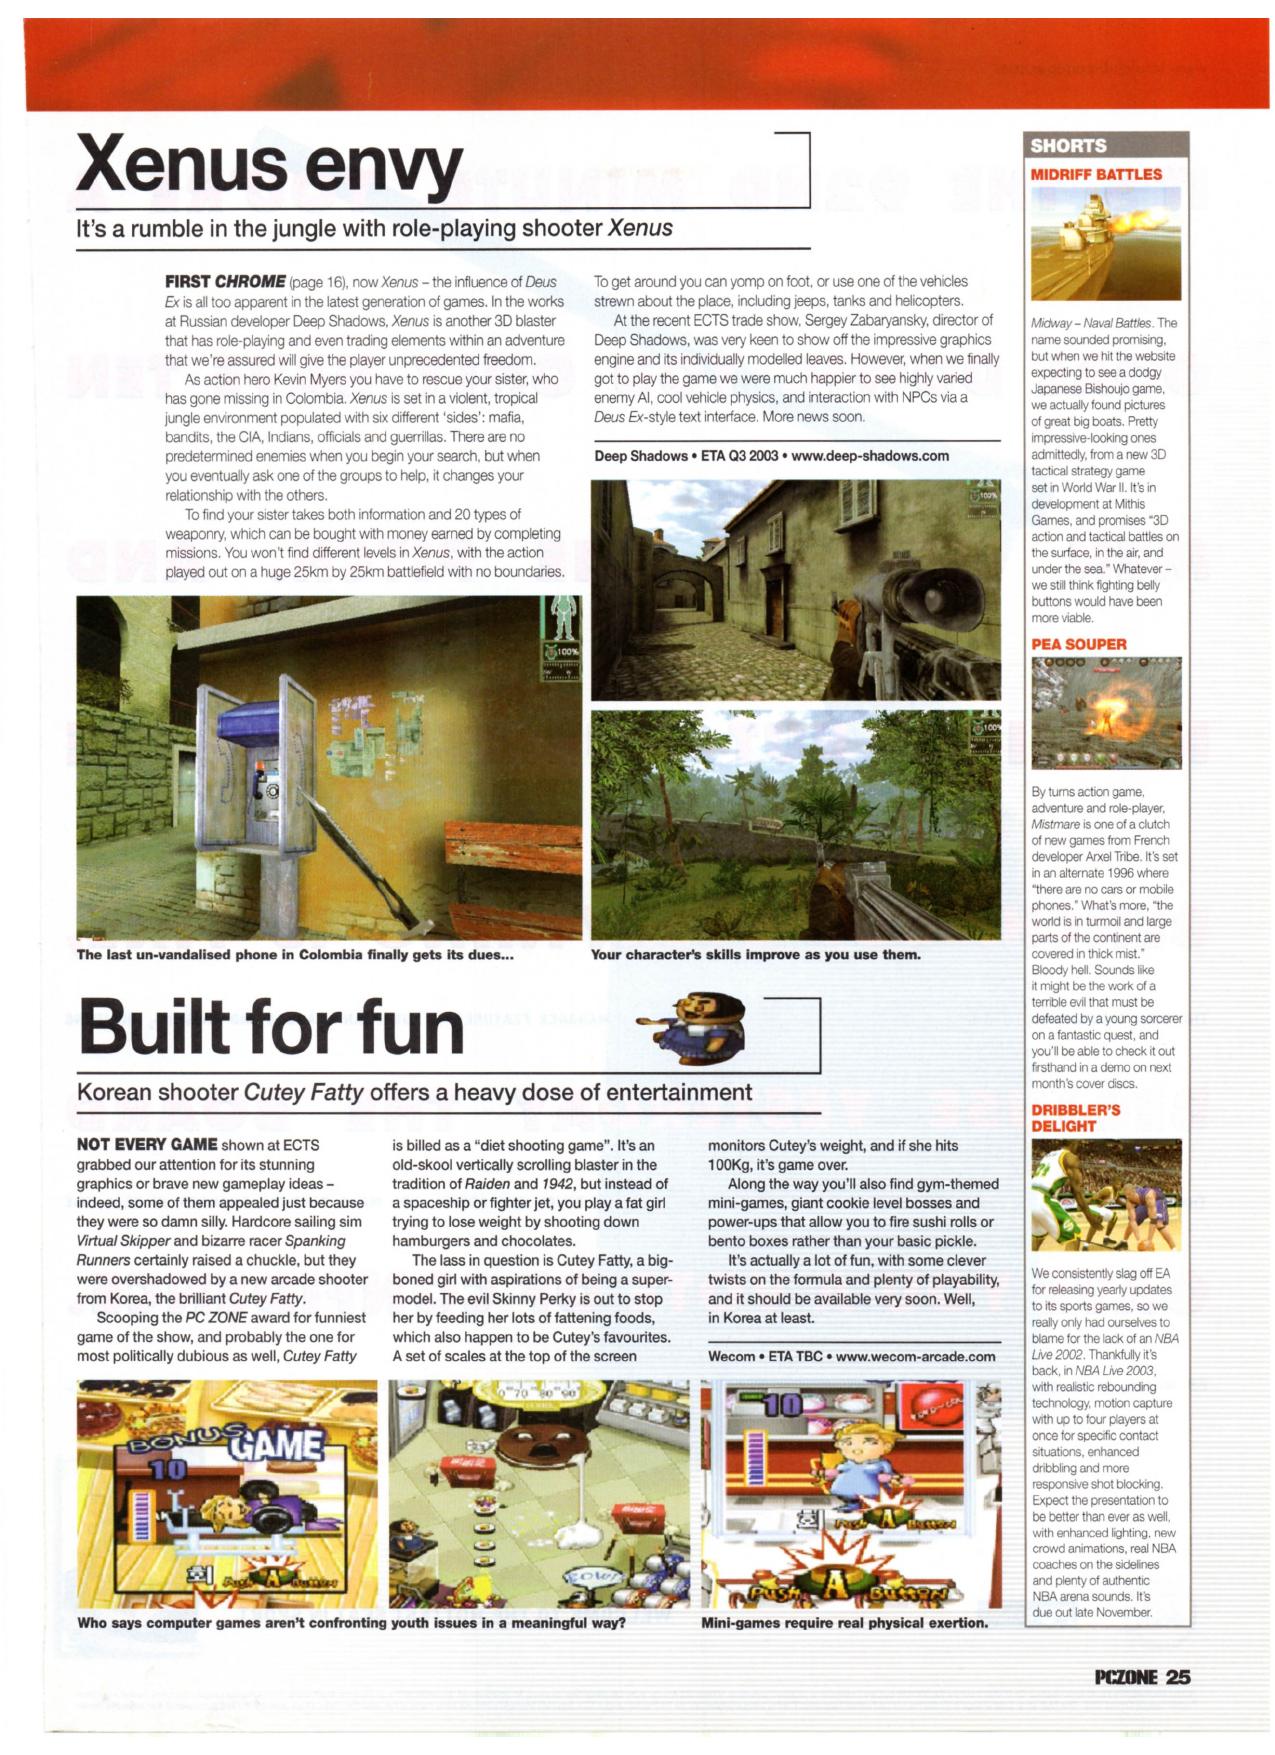 Xenus envy
It's a rumble in the jungle with role-playing shooter Xenus
FIRST CHROME (page 16), now Xenus – the influence of Deus
Ex is all too apparent in the latest generation of games. In the works
at Russian developer Deep Shadows, Xenus is another 3D blaster
that has role-playing and even trading elements within an adventure
that we're assured will give the player unprecedented freedom.
As action hero Kevin Myers you have to rescue your sister, who
has gone missing in Colombia. Xenus is set in a violent, tropical
jungle environment populated with six different 'sides': mafia,
bandits, the CIA, Indians, officials and guerrillas. There are no
predetermined enemies when you begin your search, but when
you eventually ask one of the groups to help, it changes your
relationship with the others.
To find your sister takes both information and 20 types of
weaponry, which can be bought with money earned by completing
missions. You won't find different levels in Xenus, with the action
played out on a huge 25km by 25km battlefield with no boundaries.
To get around you can yomp on foot, or use one of the vehicles
strewn about the place, including jeeps, tanks and helicopters.
At the recent ECTS trade show, Sergey Zabaryansky, director of
Deep Shadows, was very keen to show off the impressive graphics
engine and its individually modelled leaves. However, when we finally
got to play the game we were much happier to see highly varied
enemy AI, cool vehicle physics, and interaction with NPCs via a
Deus Ex-style text interface. More news soon.
Deep Shadows • ETA Q3 2003 • www.deep-shadows.com
100%
100%
100%
The last un-vandalised phone in Colombia finally gets its dues...
Your character's skills improve as you use them.
Built for fun
Korean shooter Cutey Fatty offers a heavy dose of entertainment
NOT EVERY GAME shown at ECTS
grabbed our attention for its stunning
graphics or brave new gameplay ideas –
indeed, some of them appealed just because
they were so damn silly. Hardcore sailing sim
Virtual Skipper and bizarre racer Spanking
Runners certainly raised a chuckle, but they
were overshadowed by a new arcade shooter
from Korea, the brilliant Cutey Fatty.
Scooping the PC ZONE award for funniest
game of the show, and probably the one for
most politically dubious as well, Cutey Fatty
is billed as a "diet shooting game". It's an
old-skool vertically scrolling blaster in the
tradition of Raiden and 1942, but instead of
a spaceship or fighter jet, you play a fat girl
trying to lose weight by shooting down
hamburgers and chocolates.
The lass in question is Cutey Fatty, a big-
boned girl with aspirations of being a super-
model. The evil Skinny Perky is out to stop
her by feeding her lots of fattening foods,
which also happen to be Cutey's favourites.
A set of scales at the top of the screen
monitors Cutey's weight, and if she hits
100Kg, it's game over.
Along the way you'll also find gym-themed
mini-games, giant cookie level bosses and
power-ups that allow you to fire sushi rolls or
bento boxes rather than your basic pickle.
It's actually a lot of fun, with some clever
twists on the formula and plenty of playability,
and it should be available very soon. Well,
in Korea at least.
Wecom • ETA TBC • www.wecom-arcade.com
BONUS GAME
10
Push A Button
70 80 90
10
Push A Button
Push A Button
Who says computer games aren't confronting youth issues in a meaningful way?
Mini-games require real physical exertion.
SHORTS
MIDRIFF BATTLES
Midway – Naval Battles. The
name sounded promising,
but when we hit the website
expecting to see a dodgy
Japanese Bishoujo game,
we actually found pictures
of great big boats. Pretty
impressive-looking ones
admittedly, from a new 3D
tactical strategy game
set in World War II. It's in
development at Mithis
Games, and promises "3D
action and tactical battles on
the surface, in the air, and
under the sea." Whatever –
we still think fighting belly
buttons would have been
more viable.
PEA SOUPER
By turns action game,
adventure and role-player,
Mistmare is one of a clutch
of new games from French
developer Arxel Tribe. It's set
in an alternate 1996 where
"there are no cars or mobile
phones." What's more, "the
world is in turmoil and large
parts of the continent are
covered in thick mist."
Bloody hell. Sounds like
it might be the work of a
terrible evil that must be
defeated by a young sorcerer
on a fantastic quest, and
you'll be able to check it out
firsthand in a demo on next
month's cover discs.
DRIBBLER'S
DELIGHT
We consistently slag off EA
for releasing yearly updates
to its sports games, so we
really only had ourselves to
blame for the lack of an NBA
Live 2002. Thankfully it's
back, in NBA Live 2003,
with realistic rebounding
technology, motion capture
with up to four players at
once for specific contact
situations, enhanced
dribbling and more
responsive shot blocking.
Expect the presentation to
be better than ever as well,
with enhanced lighting, new
crowd animations, real NBA
coaches on the sidelines
and plenty of authentic
NBA arena sounds. It's
due out late November.
PCZONE 25